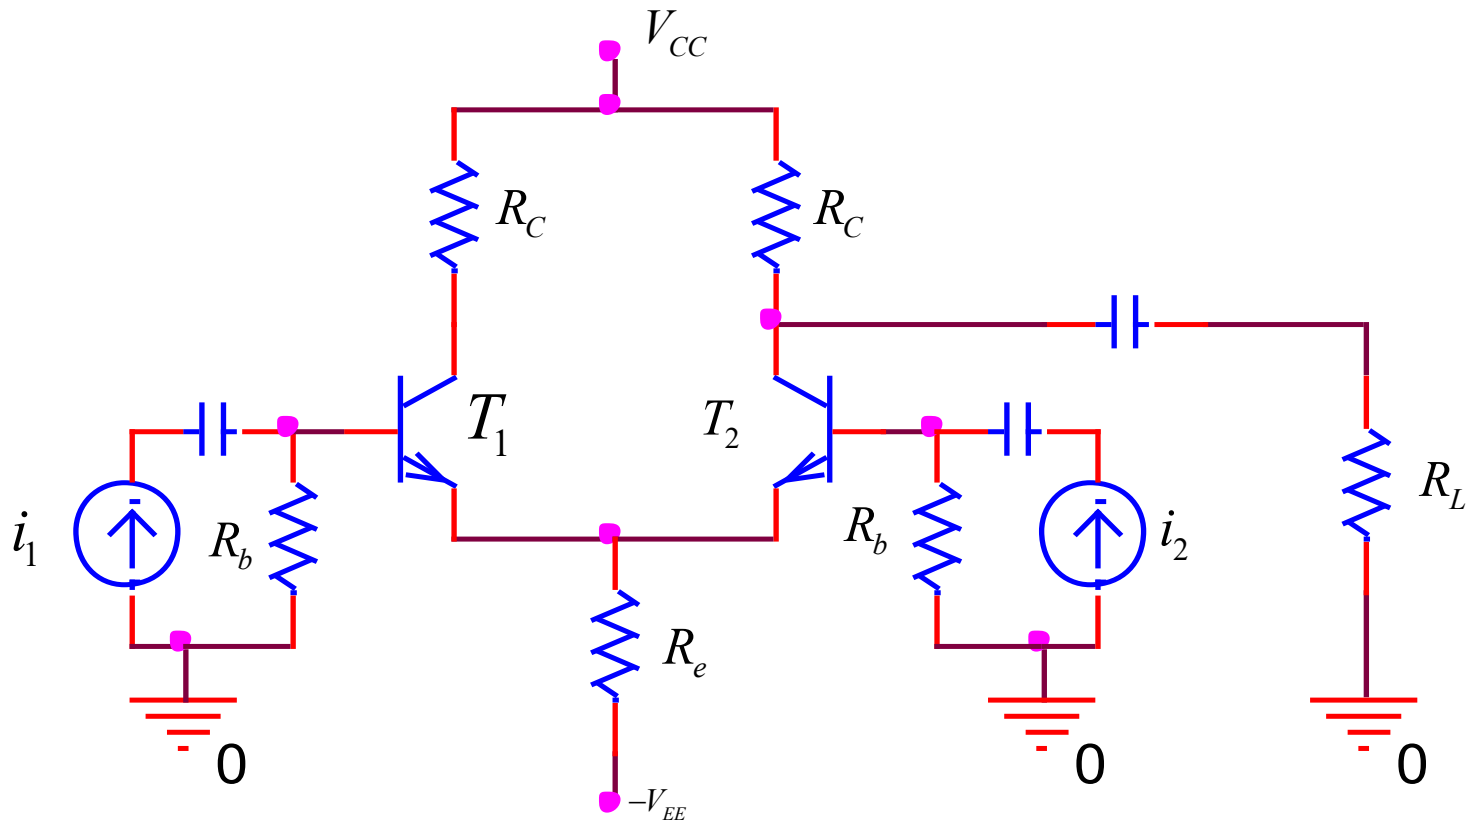 V_CC
R_C
R_C
T_1
T_2
i_1
R_b
R_b
i_2
R_L
R_e
0
0
0
–V_EE